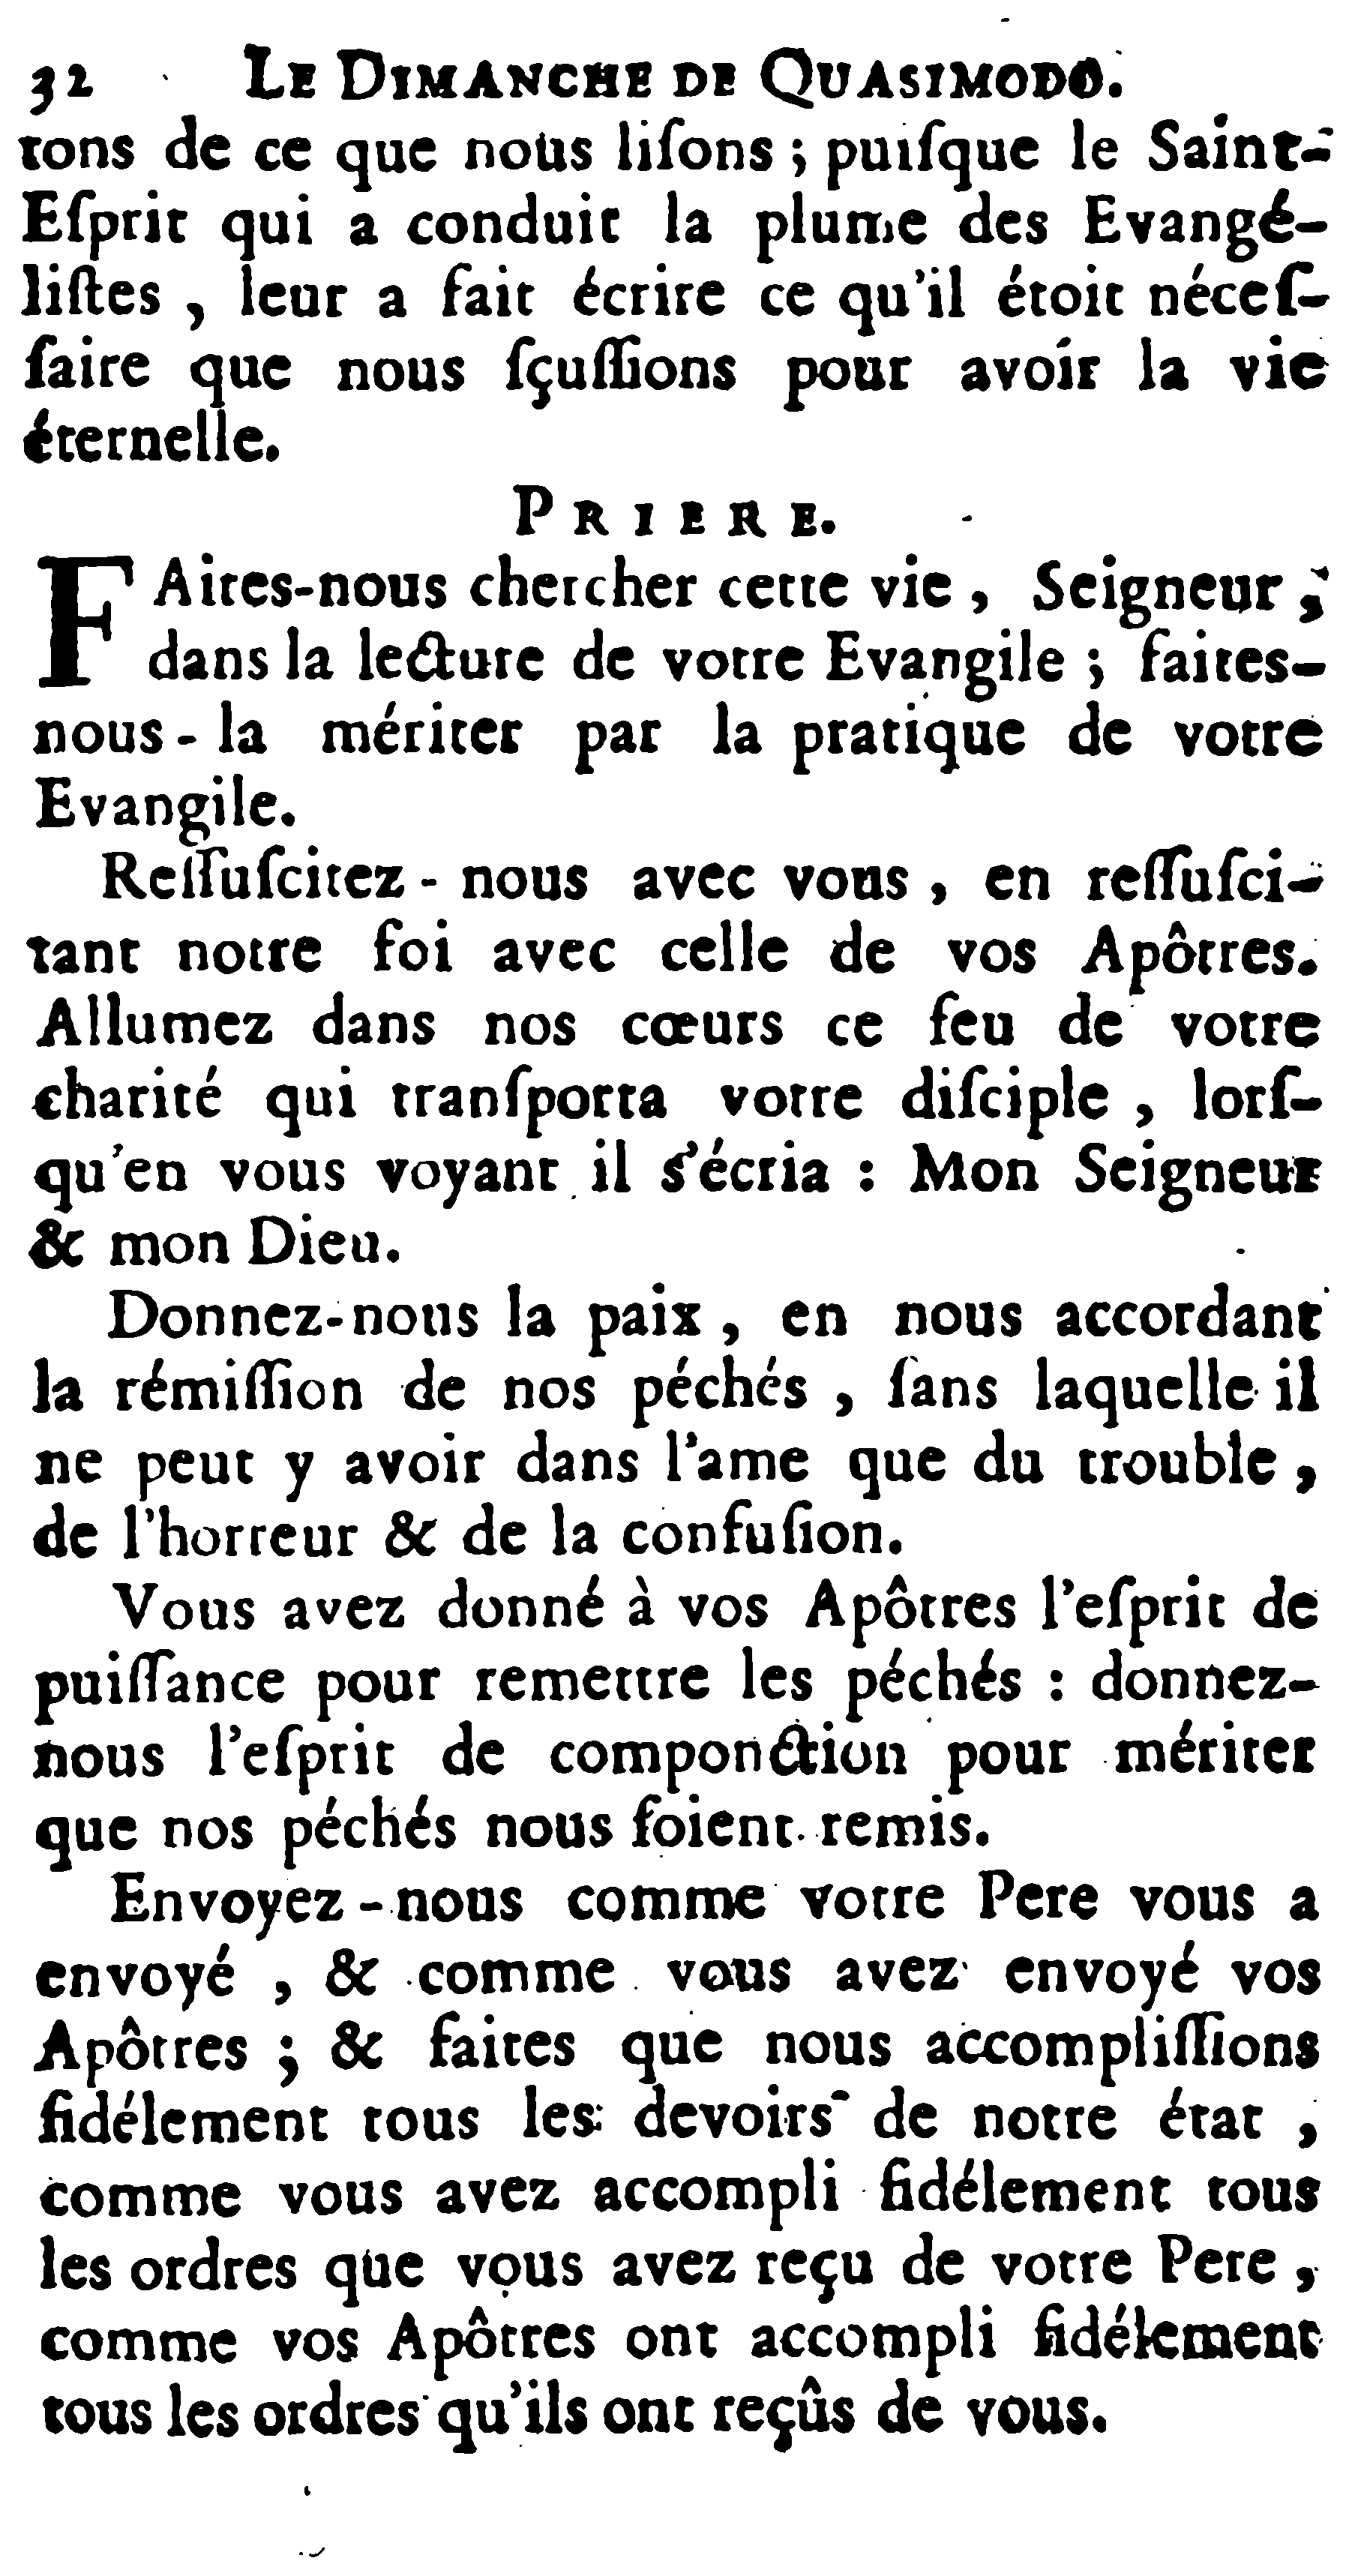 32 LE DIMANCHE DE QUASIMODO.
tons de ce que nous liſons ; puiſque le Saint-
Eſprit qui a conduit la plume des Evangé-
liſtes , leur a fait écrire ce qu'il étoit néceſ-
ſaire que nous ſçuſſions pour avoir la vie
éternelle.
PRIERE.
FAites-nous chercher cette vie , Seigneur ,
dans la lecture de votre Evangile ; faites-
nous - la mériter par la pratique de votre
Evangile.
Reſſuſcitez - nous avec vous , en reſſuſci-
tant notre foi avec celle de vos Apôtres.
Allumez dans nos cœurs ce feu de votre
charité qui tranſporta votre diſciple , lorſ-
qu'en vous voyant il s'écria : Mon Seigneur
& mon Dieu.
Donnez-nous la paix , en nous accordant
la rémiſſion de nos péchés , ſans laquelle il
ne peut y avoir dans l'ame que du trouble ,
de l'horreur & de la confuſion.
Vous avez donné à vos Apôtres l'eſprit de
puiſſance pour remettre les péchés : donnez-
nous l'eſprit de componction pour mériter
que nos péchés nous ſoient remis.
Envoyez - nous comme votre Pere vous a
envoyé , & comme vous avez envoyé vos
Apôtres ; & faites que nous accompliſſions
fidélement tous les devoirs de notre état ,
comme vous avez accompli fidélement tous
les ordres que vous avez reçu de votre Pere ,
comme vos Apôtres ont accompli fidélement
tous les ordres qu'ils ont reçûs de vous.